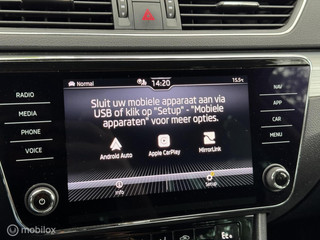 Normal
14:20
15.5°c
RADIO
MEDIA
PHONE
VOICE
Sluit uw mobiele apparaat aan via
USB of klik op "Setup" - "Mobiele
apparaten" voor meer opties.
Android Auto
Apple CarPlay
MirrorLink
Info
Setup
NAV
APP
CAR
MENU
mobilox